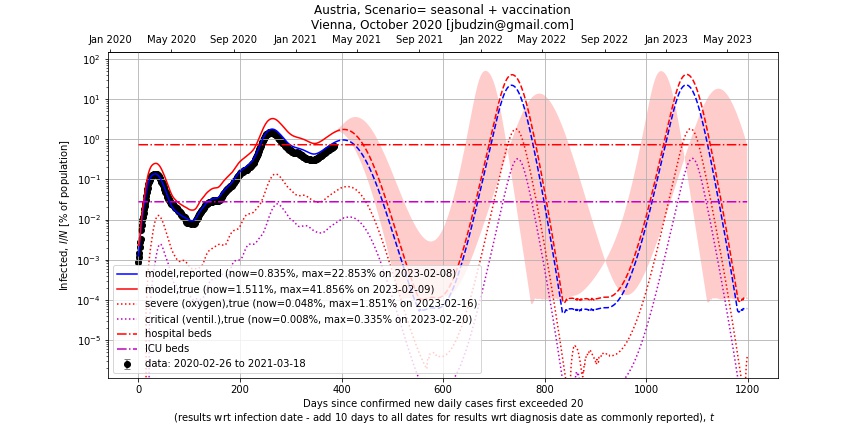 Austria, Scenario= seasonal + vaccination
Vienna, October 2020 [jbudzin@gmail.com]
Jan 2020 May 2020 Sep 2020 Jan 2021 May 2021 Sep 2021 Jan 2022 May 2022 Sep 2022 Jan 2023 May 2023
10²
10¹
10⁰
10⁻¹
10⁻²
10⁻³
10⁻⁴
10⁻⁵
Infected, I/N [% of population]
model,reported (now=0.835%, max=22.853% on 2023-02-08)
model,true (now=1.511%, max=41.856% on 2023-02-09)
severe (oxygen),true (now=0.048%, max=1.851% on 2023-02-16)
critical (ventil.),true (now=0.008%, max=0.335% on 2023-02-20)
hospital beds
ICU beds
data: 2020-02-26 to 2021-03-18
0 200 400 600 800 1000 1200
Days since confirmed new daily cases first exceeded 20
(results wrt infection date - add 10 days to all dates for results wrt diagnosis date as commonly reported), t